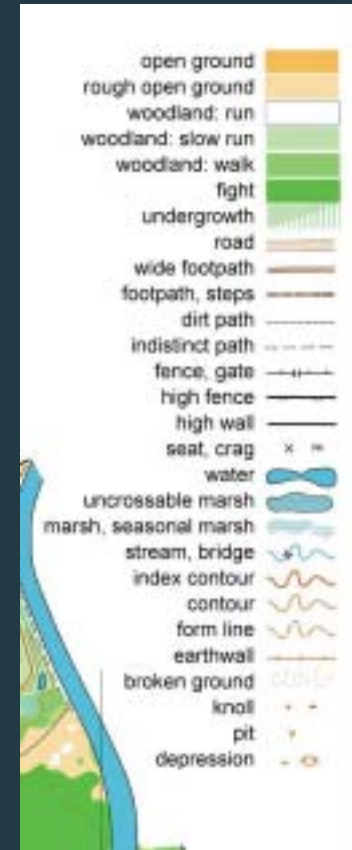 open ground
rough open ground
woodland: run
woodland: slow run
woodland: walk
fight
undergrowth
road
wide footpath
footpath, steps
dirt path
indistinct path
fence, gate
high fence
high wall
seat, crag
water
uncrossable marsh
marsh, seasonal marsh
stream, bridge
index contour
contour
form line
earthwall
broken ground
knoll
pit
depression